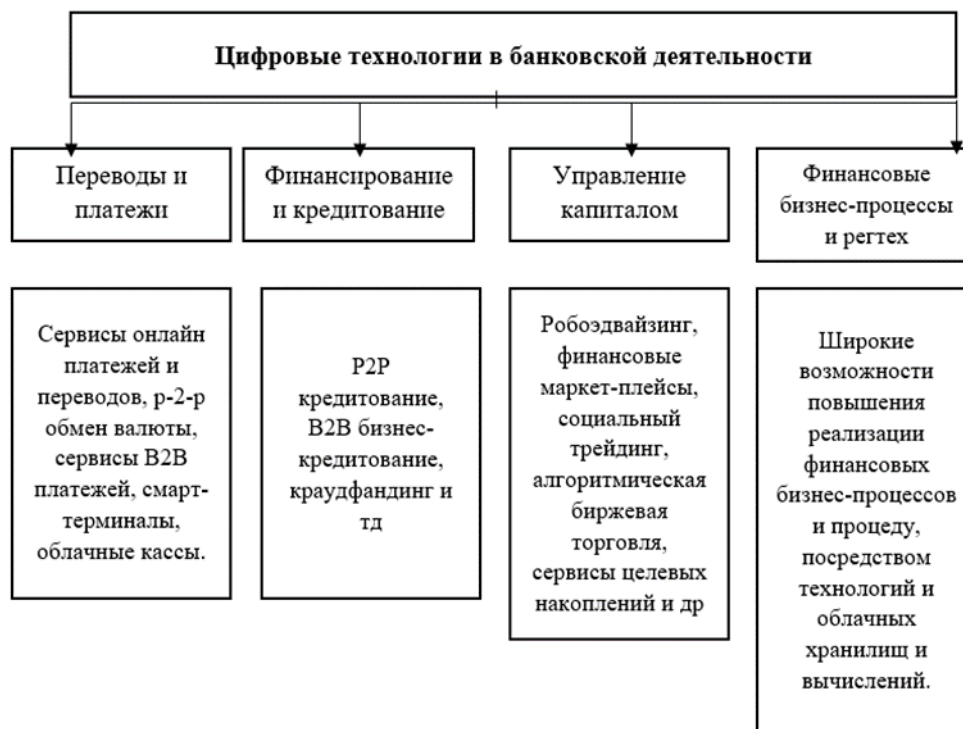 Цифровые технологии в банковской деятельности
Переводы и
платежи
Финансирование
и кредитование
Управление
капиталом
Финансовые
бизнес-процессы
и регтех
Сервисы онлайн
платежей и
переводов, р-2-р
обмен валюты,
сервисы В2В
платежей, смарт-
терминалы,
облачные кассы.
P2P
кредитование,
B2B бизнес-
кредитование,
краудфандинг и
тд
Робоэдвайзинг,
финансовые
маркет-плейсы,
социальный
трейдинг,
алгоритмическая
биржевая
торговля,
сервисы целевых
накоплений и др
Широкие
возможности
повышения
реализации
финансовых
бизнес-процессов
и процеду,
посредством
технологий и
облачных
хранилищ и
вычислений.